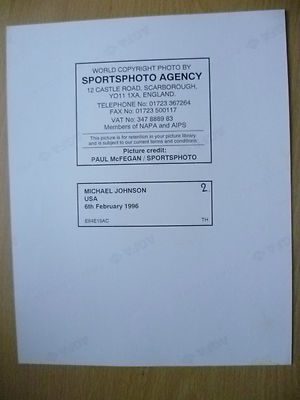 WORLD COPYRIGHT PHOTO BY
SPORTSPHOTO AGENCY
12 CASTLE ROAD, SCARBOROUGH,
YO11 1XA, ENGLAND.
TELEPHONE No: 01723 367264
FAX No: 01723 500117
VAT No: 347 8889 83
Members of NAPA and AIPS
This picture is for retention in your picture library
and is subject to our current terms and conditions
Picture credit:
PAUL McFEGAN / SPORTSPHOTO
MICHAEL JOHNSON 2
USA
6th February 1996
TH